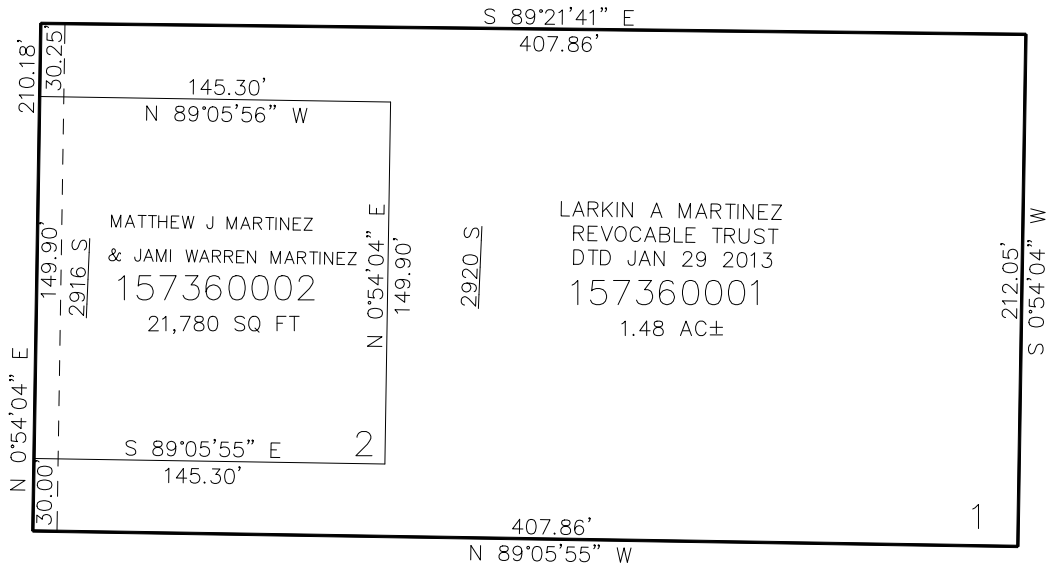 S 89°21'41" E
407.86'
210.18'
30.25'
145.30'
N 89°05'56" W
MATTHEW J MARTINEZ
& JAMI WARREN MARTINEZ
157360002
21,780 SQ FT
149.90'
2916 S
N 0°54'04" E
149.90'
2920 S
LARKIN A MARTINEZ
REVOCABLE TRUST
DTD JAN 29 2013
157360001
1.48 AC±
212.05'
S 0°54'04" W
N 0°54'04" E
S 89°05'55" E
2
145.30'
30.00'
1
407.86'
N 89°05'55" W